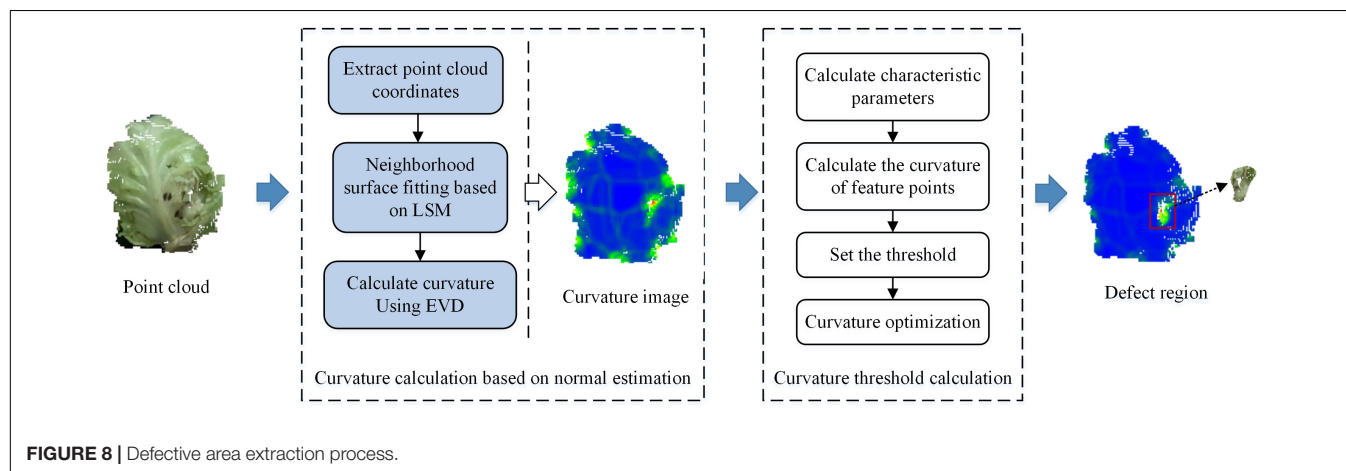 Point cloud
Extract point cloud
coordinates
Neighborhood
surface fitting based
on LSM
Calculate curvature
Using EVD
Curvature image
Curvature calculation based on normal estimation
Calculate characteristic
parameters
Calculate the curvature
of feature points
Set the threshold
Curvature optimization
Curvature threshold calculation
Defect region
FIGURE 8 | Defective area extraction process.